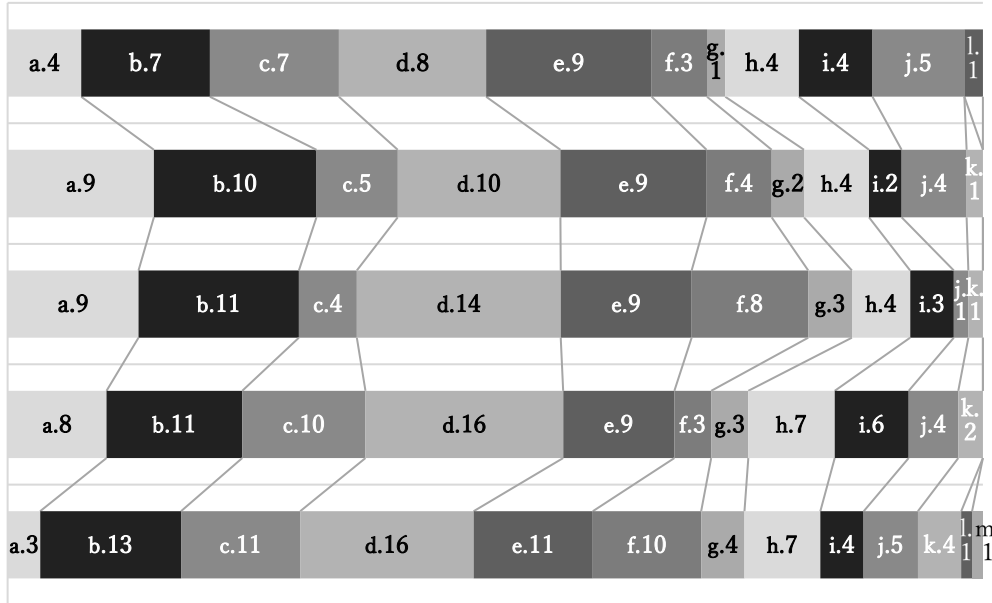 a.4 b.7 c.7 d.8 e.9 f.3 g.1 h.4 i.4 j.5 l.1
a.9 b.10 c.5 d.10 e.9 f.4 g.2 h.4 i.2 j.4 k.1
a.9 b.11 c.4 d.14 e.9 f.8 g.3 h.4 i.3 j.1 k.1
a.8 b.11 c.10 d.16 e.9 f.3 g.3 h.7 i.6 j.4 k.2
a.3 b.13 c.11 d.16 e.11 f.10 g.4 h.7 i.4 j.5 k.4 l.1 m1